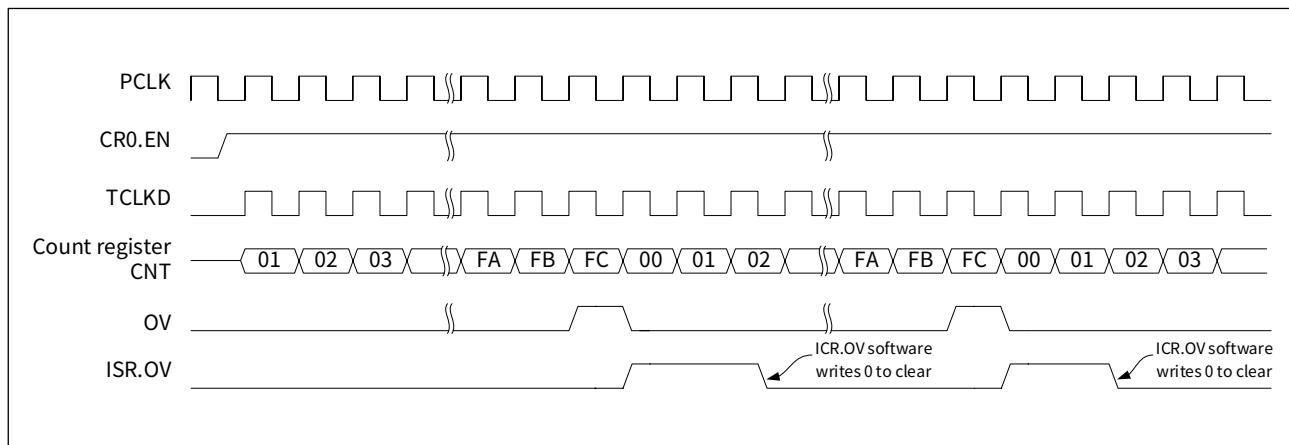 PCLK
CR0.EN
TCLKD
Count register
CNT
01 02 03 FA FB FC 00 01 02 FA FB FC 00 01 02 03
OV
ISR.OV
ICR.OV software
writes 0 to clear
ICR.OV software
writes 0 to clear